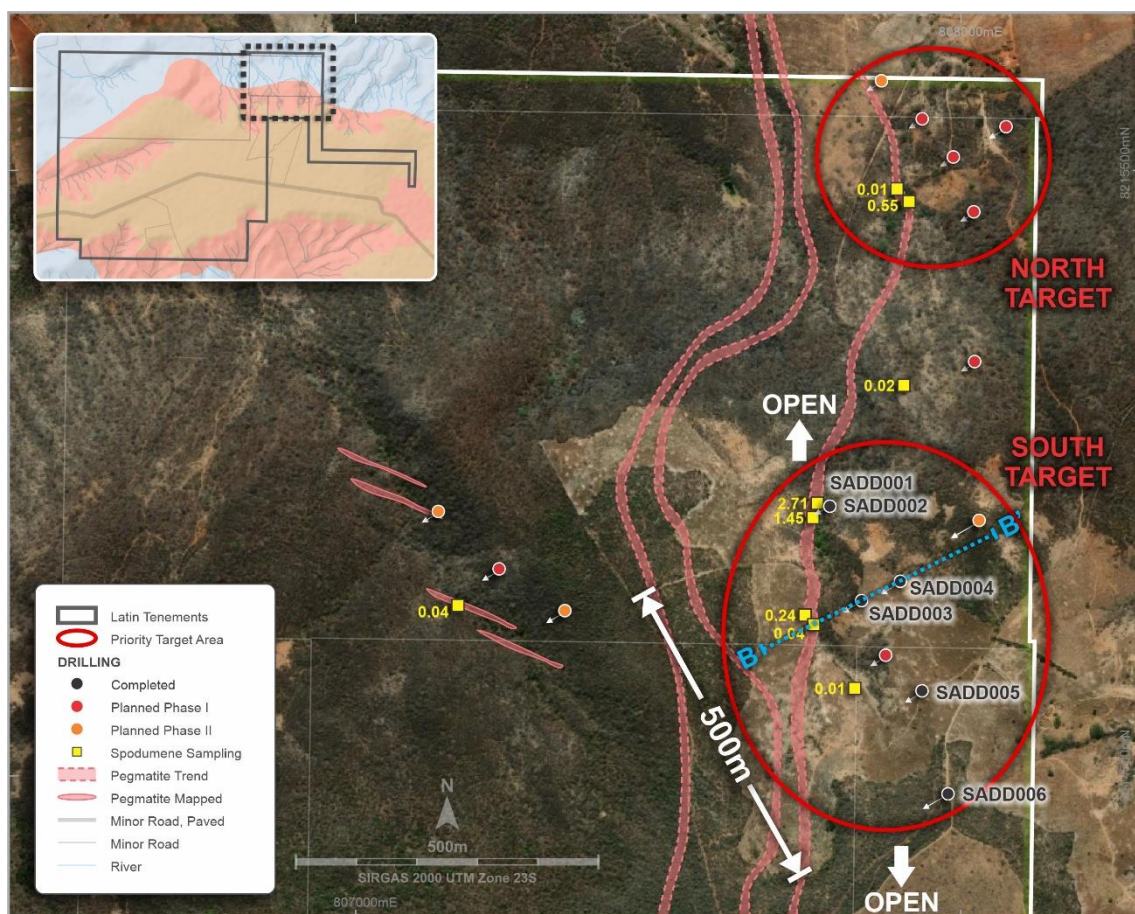 808000mE
8215500mN
0.01
0.55
NORTH
TARGET
0.02
OPEN
SOUTH
TARGET
SADD001
2.71
SADD002
1.45
B'
SADD004
SADD003
0.24
0.04
0.04
B
0.01
SADD005
500m
SADD006
OPEN
Latin Tenements
Priority Target Area
DRILLING
Completed
Planned Phase I
Planned Phase II
Spodumene Sampling
Pegmatite Trend
Pegmatite Mapped
Minor Road, Paved
Minor Road
River
N
500m
SIRGAS 2000 UTM Zone 23S
807000mE